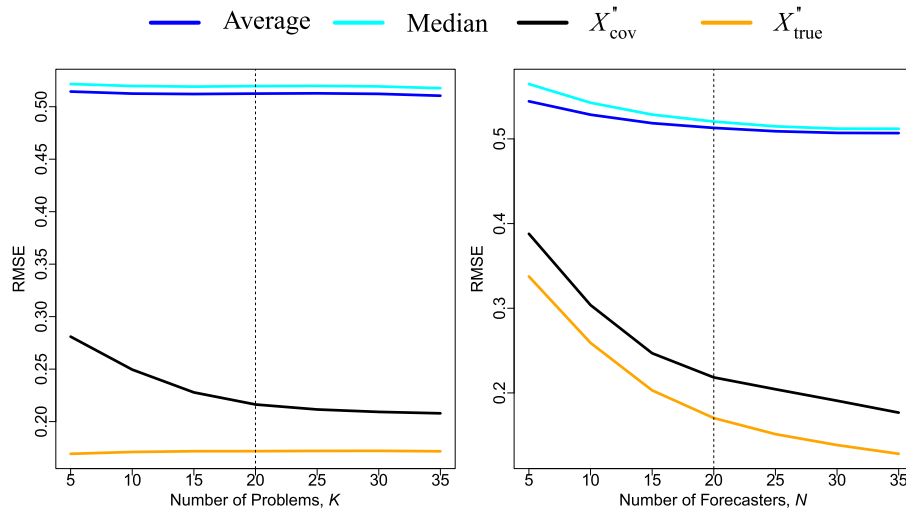 Average Median X″cov X″true
0.50
0.45
0.40
0.35
0.30
0.25
0.20
RMSE
5 10 15 20 25 30 35
Number of Problems, K
0.5
0.4
0.3
0.2
RMSE
5 10 15 20 25 30 35
Number of Forecasters, N